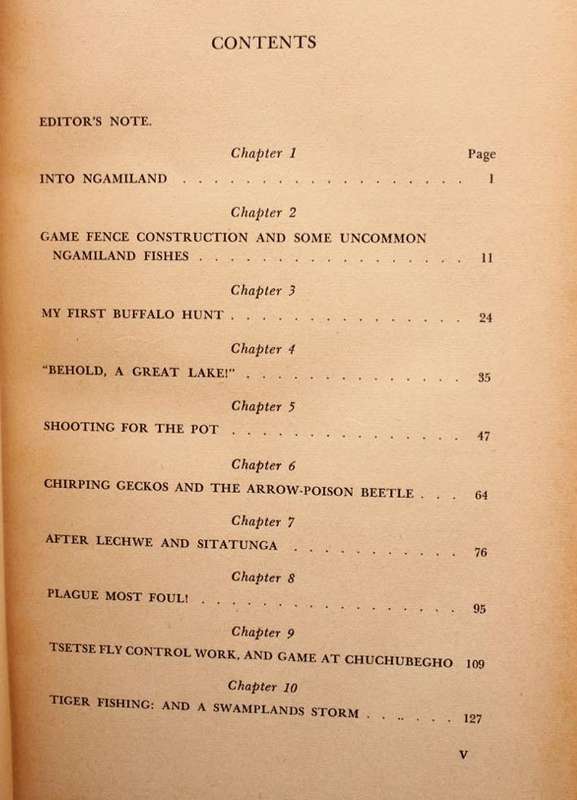 CONTENTS
EDITOR'S NOTE.
Chapter 1 Page
INTO NGAMILAND . . . . . . . . . . . . . . . . . . 1
Chapter 2
GAME FENCE CONSTRUCTION AND SOME UNCOMMON
NGAMILAND FISHES . . . . . . . . . . . . . . . . . 11
Chapter 3
MY FIRST BUFFALO HUNT . . . . . . . . . . . . . . . 24
Chapter 4
"BEHOLD, A GREAT LAKE!" . . . . . . . . . . . . . . 35
Chapter 5
SHOOTING FOR THE POT . . . . . . . . . . . . . . 47
Chapter 6
CHIRPING GECKOS AND THE ARROW-POISON BEETLE . . . 64
Chapter 7
AFTER LECHWE AND SITATUNGA . . . . . . . . . . . 76
Chapter 8
PLAGUE MOST FOUL! . . . . . . . . . . . . . . . . 95
Chapter 9
TSETSE FLY CONTROL WORK, AND GAME AT CHUCHUBEGHO 109
Chapter 10
TIGER FISHING: AND A SWAMPLANDS STORM . . . . . . . 127
V